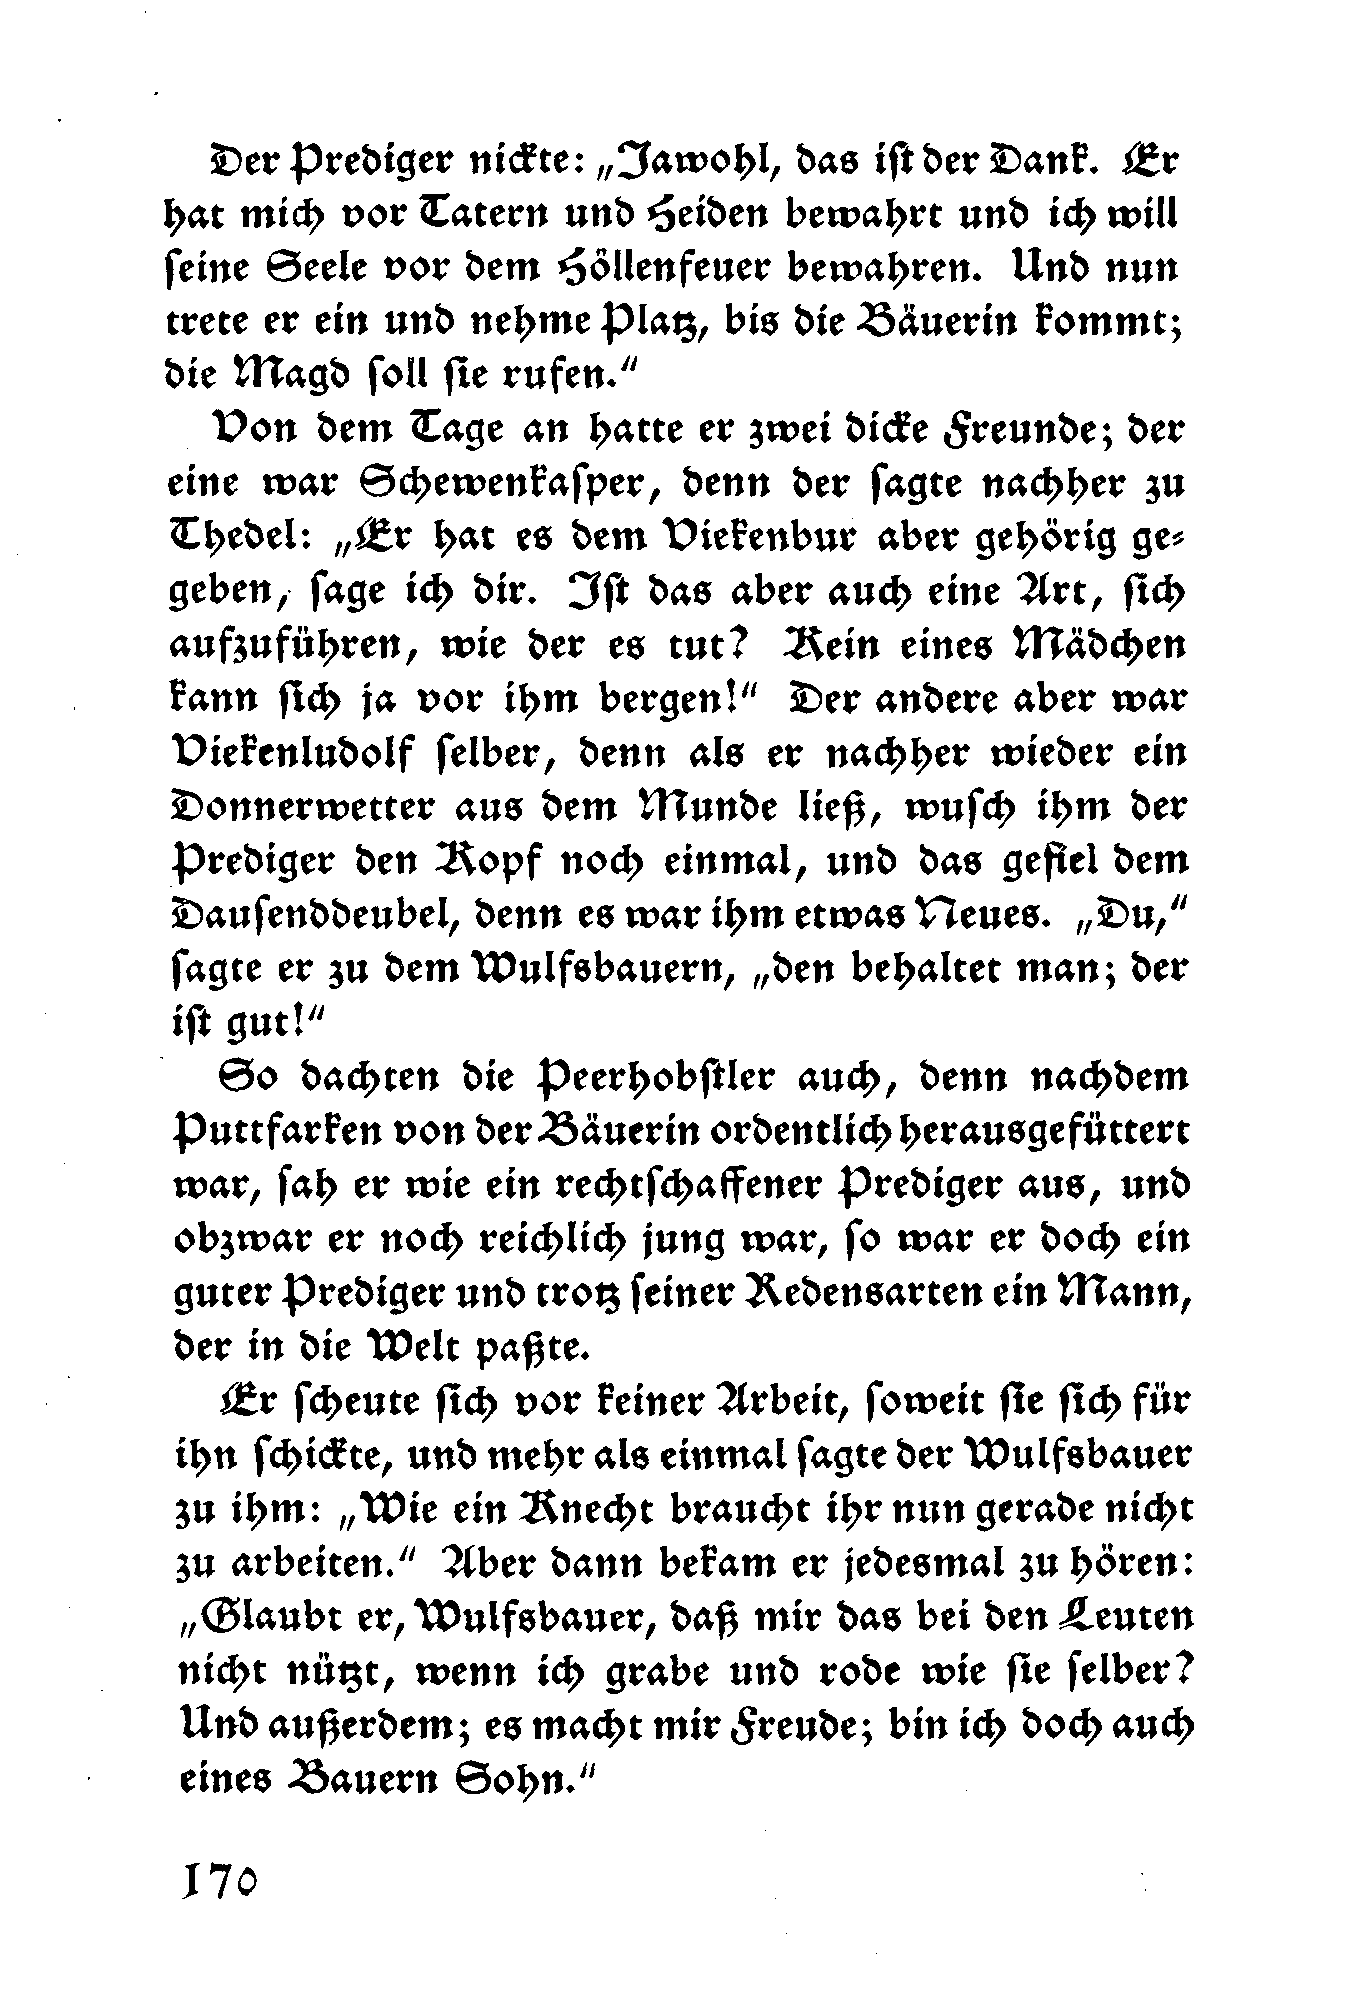 Der Prediger nickte: „Jawohl, das ist der Dank. Er
hat mich vor Tatern und Heiden bewahrt und ich will
seine Seele vor dem Höllenfeuer bewahren. Und nun
trete er ein und nehme Platz, bis die Bäuerin kommt;
die Magd soll sie rufen.“
Von dem Tage an hatte er zwei dicke Freunde; der
eine war Schewenkasper, denn der sagte nachher zu
Thedel: „Er hat es dem Viekenbur aber gehörig ge-
geben, sage ich dir. Ist das aber auch eine Art, sich
aufzuführen, wie der es tut? Kein eines Mädchen
kann sich ja vor ihm bergen!“ Der andere aber war
Viekenludolf selber, denn als er nachher wieder ein
Donnerwetter aus dem Munde ließ, wusch ihm der
Prediger den Kopf noch einmal, und das gefiel dem
Dausenddeubel, denn es war ihm etwas Neues. „Du,“
sagte er zu dem Wulfsbauern, „den behaltet man; der
ist gut!“
So dachten die Peerhobstler auch, denn nachdem
Puttfarken von der Bäuerin ordentlich herausgefüttert
war, sah er wie ein rechtschaffener Prediger aus, und
obzwar er noch reichlich jung war, so war er doch ein
guter Prediger und trotz seiner Redensarten ein Mann,
der in die Welt paßte.
Er scheute sich vor keiner Arbeit, soweit sie sich für
ihn schickte, und mehr als einmal sagte der Wulfsbauer
zu ihm: „Wie ein Knecht braucht ihr nun gerade nicht
zu arbeiten.“ Aber dann bekam er jedesmal zu hören:
„Glaubt er, Wulfsbauer, daß mir das bei den Leuten
nicht nützt, wenn ich grabe und rode wie sie selber?
Und außerdem; es macht mir Freude; bin ich doch auch
eines Bauern Sohn.“
170